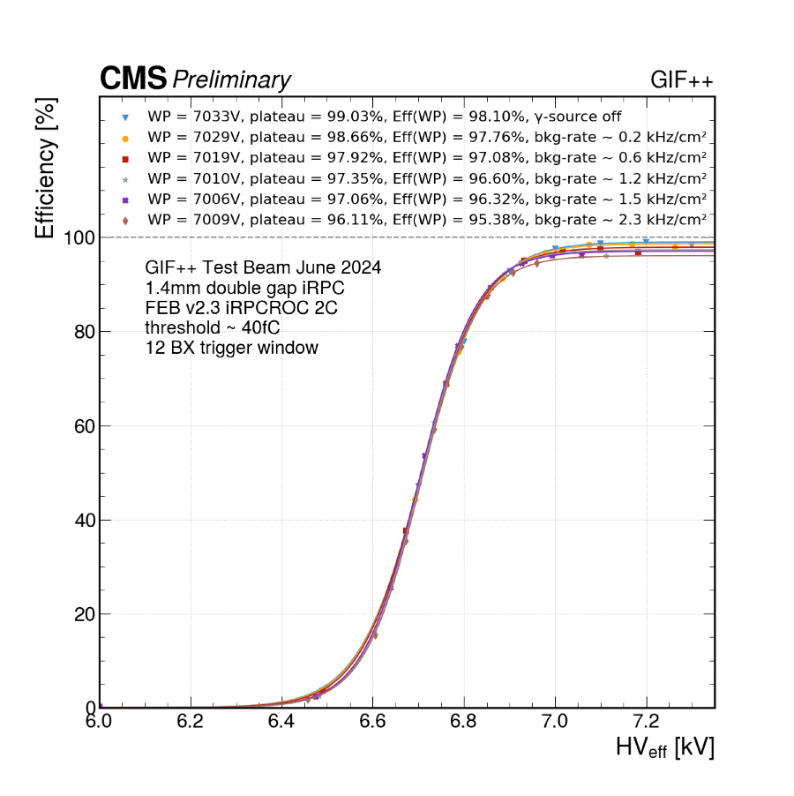 CMS Preliminary GIF++
WP = 7033V, plateau = 99.03%, Eff(WP) = 98.10%, γ-source off
WP = 7029V, plateau = 98.66%, Eff(WP) = 97.76%, bkg-rate ~ 0.2 kHz/cm²
WP = 7019V, plateau = 97.92%, Eff(WP) = 97.08%, bkg-rate ~ 0.6 kHz/cm²
WP = 7010V, plateau = 97.35%, Eff(WP) = 96.60%, bkg-rate ~ 1.2 kHz/cm²
WP = 7006V, plateau = 97.06%, Eff(WP) = 96.32%, bkg-rate ~ 1.5 kHz/cm²
WP = 7009V, plateau = 96.11%, Eff(WP) = 95.38%, bkg-rate ~ 2.3 kHz/cm²
GIF++ Test Beam June 2024
1.4mm double gap iRPC
FEB v2.3 iRPCROC 2C
threshold ~ 40fC
12 BX trigger window
Efficiency [%]
100
80
60
40
20
0
6.0 6.2 6.4 6.6 6.8 7.0 7.2
HVeff [kV]